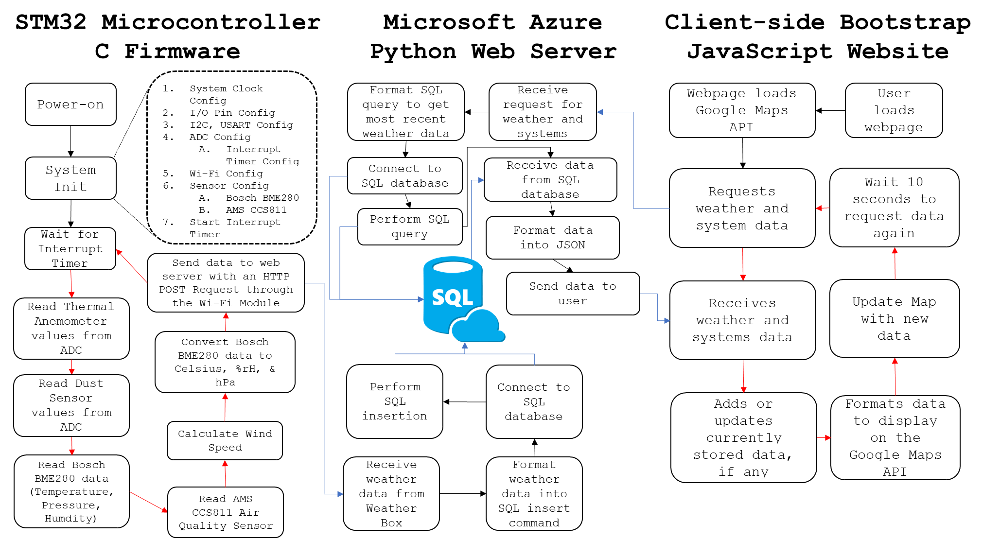 STM32 Microcontroller
C Firmware
Power-on
System
Init
1. System Clock
Config
2. I/O Pin Config
3. I2C, USART Config
4. ADC Config
A. Interrupt
Timer Config
5. Wi-Fi Config
6. Sensor Config
A. Bosch BME280
B. AMS CCS811
7. Start Interrupt
Timer
Wait for
Interrupt
Timer
Read Thermal
Anemometer
values from
ADC
Read Dust
Sensor
values from
ADC
Read Bosch
BME280 data
(Temperature,
Pressure,
Humdity)
Read AMS
CCS811 Air
Quality Sensor
Calculate Wind
Speed
Convert Bosch
BME280 data to
Celsius, %rH, &
hPa
Send data to web
server with an HTTP
POST Request through
the Wi-Fi Module
Microsoft Azure
Python Web Server
Format SQL
query to get
most recent
weather data
Receive
request for
weather and
systems
Connect to
SQL database
Receive data
from SQL
database
Perform SQL
query
Format data
into JSON
Send data to
user
SQL
Perform
SQL
insertion
Connect to
SQL
database
Receive
weather
data from
Weather
Box
Format
weather
data into
SQL insert
command
Client-side Bootstrap
JavaScript Website
Webpage loads
Google Maps
API
User
loads
webpage
Requests
weather and
system data
Wait 10
seconds to
request data
again
Receives
weather and
systems data
Update Map
with new
data
Adds or
updates
currently
stored data,
if any
Formats data
to display
on the
Google Maps
API